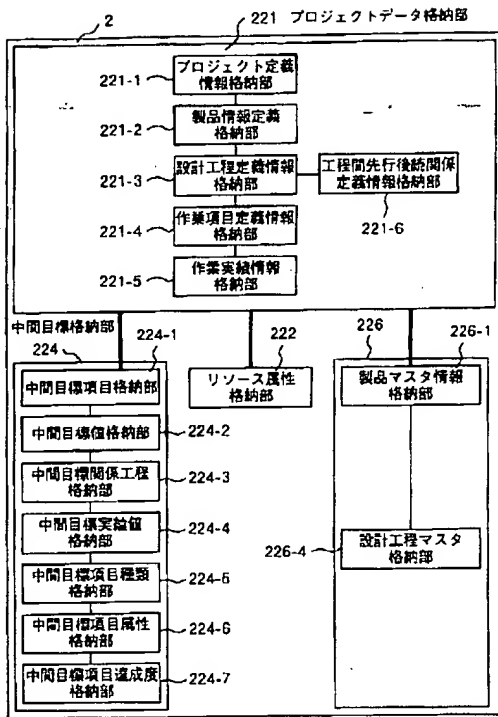 2
221 プロジェクトデータ格納部
221-1
プロジェクト定義
情報格納部
221-2
製品情報定義
格納部
221-3
設計工程定義情報
格納部
工程間先行後続関係
定義情報格納部
221-6
221-4
作業項目定義情報
格納部
221-5
作業実績情報
格納部
中間目標格納部
224
224-1
中間目標項目格納部
中間目標値格納部
224-2
中間目標関係工程
格納部
224-3
中間目標実績値
格納部
224-4
中間目標項目種類
格納部
224-5
中間目標項目属性
格納部
224-6
中間目標項目達成度
格納部
224-7
222
リソース属性
格納部
226
226-1
製品マスタ情報
格納部
226-4
設計工程マスタ
格納部